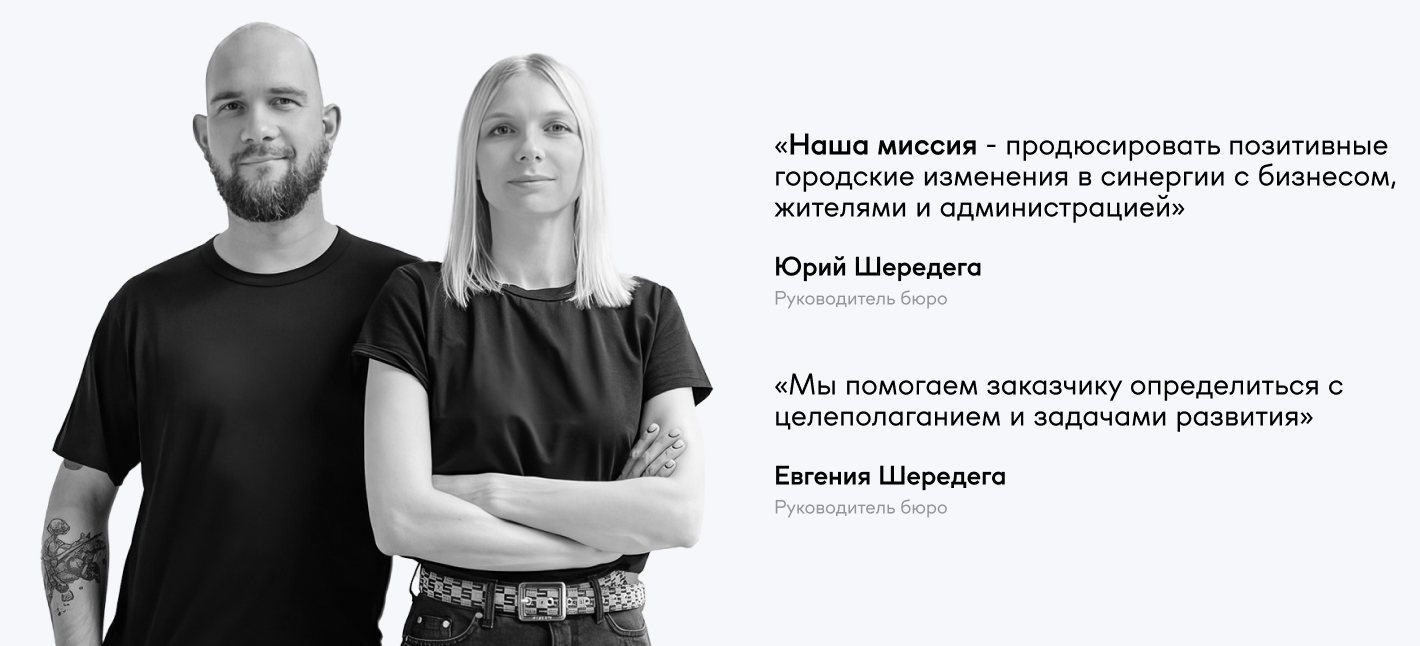 «Наша миссия - продюсировать позитивные
городские изменения в синергии с бизнесом,
жителями и администрацией»
Юрий Шередега
Руководитель бюро
«Мы помогаем заказчику определиться с
целеполаганием и задачами развития»
Евгения Шередега
Руководитель бюро